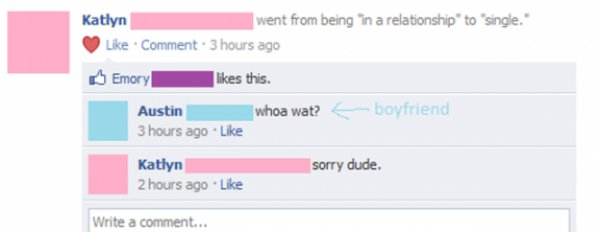 Katlyn went from being "in a relationship" to "single."
Like · Comment · 3 hours ago
Emory likes this.
Austin whoa wat? boyfriend
3 hours ago · Like
Katlyn sorry dude.
2 hours ago · Like
Write a comment...